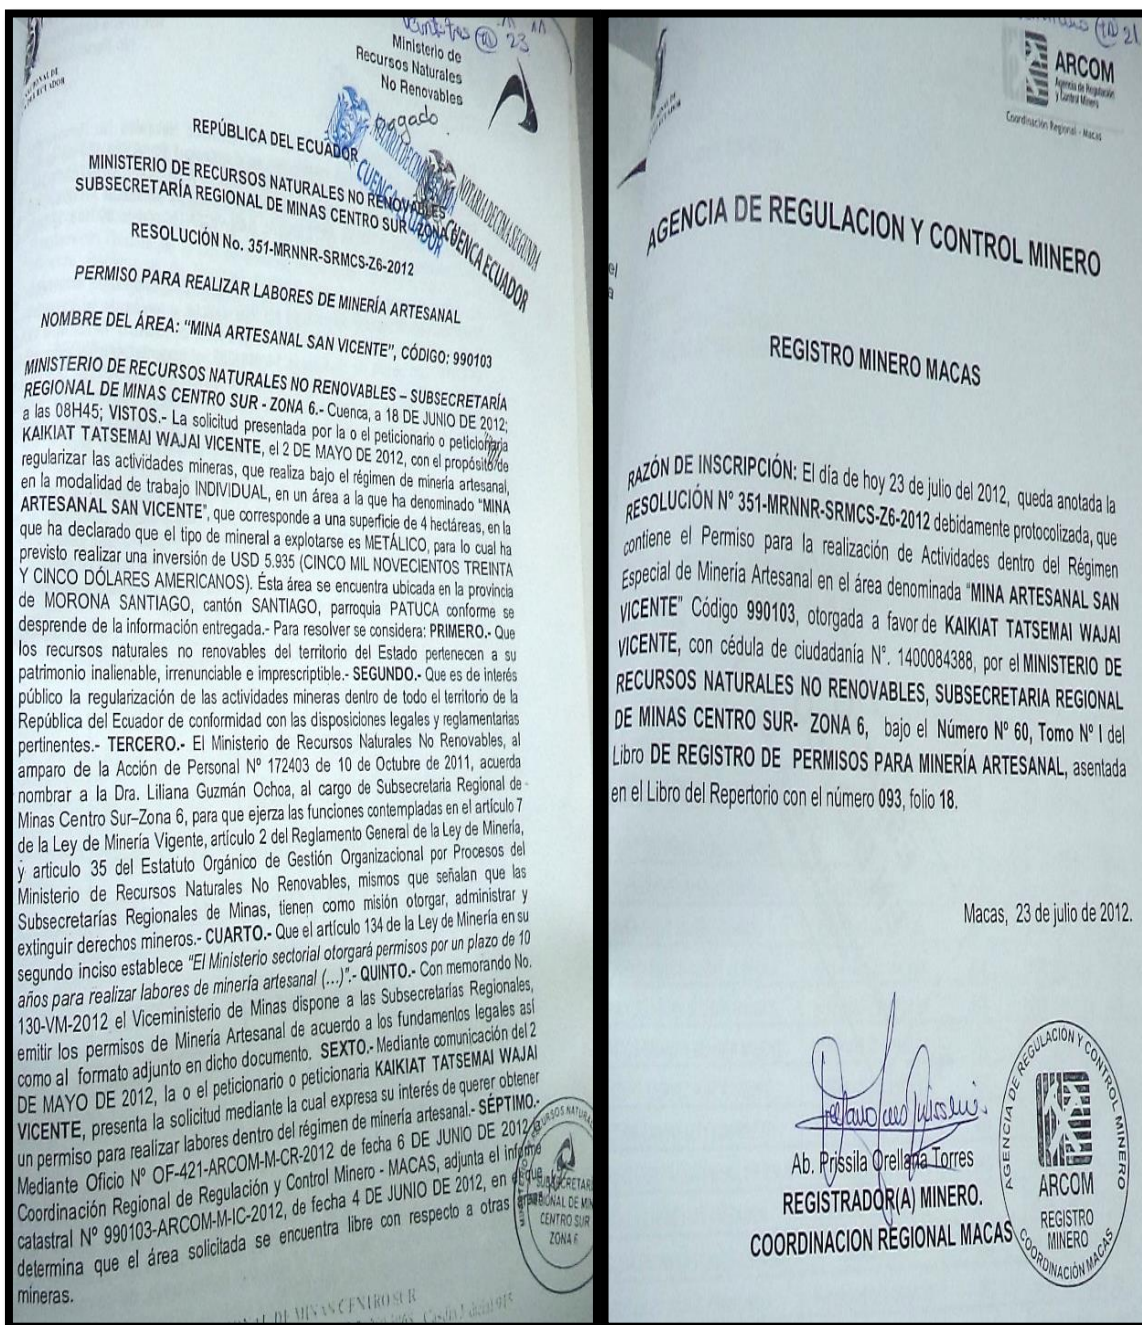 23
Ministerio de
Recursos Naturales
No Renovables
pagado.
REPÚBLICA DEL ECUADOR
MINISTERIO DE RECURSOS NATURALES NO RENOVABLES
SUBSECRETARÍA REGIONAL DE MINAS CENTRO SUR - ZONA 6
CUENCA ECUADOR
NOTARIA DECIMA SEGUNDA
CUENCA ECUADOR
RESOLUCIÓN No. 351-MRNNR-SRMCS-Z6-2012
PERMISO PARA REALIZAR LABORES DE MINERÍA ARTESANAL
NOMBRE DEL ÁREA: “MINA ARTESANAL SAN VICENTE”, CÓDIGO: 990103
MINISTERIO DE RECURSOS NATURALES NO RENOVABLES – SUBSECRETARÍA
REGIONAL DE MINAS CENTRO SUR - ZONA 6.- Cuenca, a 18 DE JUNIO DE 2012;
a las 08H45; VISTOS.- La solicitud presentada por la o el peticionario o peticionaria
KAIKIAT TATSEMAI WAJAI VICENTE, el 2 DE MAYO DE 2012, con el propósito de
regularizar las actividades mineras, que realiza bajo el régimen de minería artesanal,
en la modalidad de trabajo INDIVIDUAL, en un área a la que ha denominado “MINA
ARTESANAL SAN VICENTE”, que corresponde a una superficie de 4 hectáreas, en la
que ha declarado que el tipo de mineral a explotarse es METÁLICO, para lo cual ha
previsto realizar una inversión de USD 5.935 (CINCO MIL NOVECIENTOS TREINTA
Y CINCO DÓLARES AMERICANOS). Ésta área se encuentra ubicada en la provincia
de MORONA SANTIAGO, cantón SANTIAGO, parroquia PATUCA conforme se
desprende de la información entregada.- Para resolver se considera: PRIMERO.- Que
los recursos naturales no renovables del territorio del Estado pertenecen a su
patrimonio inalienable, irrenunciable e imprescriptible.- SEGUNDO.- Que es de interés
público la regularización de las actividades mineras dentro de todo el territorio de la
República del Ecuador de conformidad con las disposiciones legales y reglamentarias
pertinentes.- TERCERO.- El Ministerio de Recursos Naturales No Renovables, al
amparo de la Acción de Personal Nº 172403 de 10 de Octubre de 2011, acuerda
nombrar a la Dra. Liliana Guzmán Ochoa, al cargo de Subsecretaria Regional de
Minas Centro Sur–Zona 6, para que ejerza las funciones contempladas en el artículo 7
de la Ley de Minería Vigente, artículo 2 del Reglamento General de la Ley de Minería,
y articulo 35 del Estatuto Orgánico de Gestión Organizacional por Procesos del
Ministerio de Recursos Naturales No Renovables, mismos que señalan que las
Subsecretarías Regionales de Minas, tienen como misión otorgar, administrar y
extinguir derechos mineros.- CUARTO.- Que el artículo 134 de la Ley de Minería en su
segundo inciso establece “El Ministerio sectorial otorgará permisos por un plazo de 10
años para realizar labores de minería artesanal (...)”.- QUINTO.- Con memorando No.
130-VM-2012 el Viceministerio de Minas dispone a las Subsecretarías Regionales,
emitir los permisos de Minería Artesanal de acuerdo a los fundamentos legales así
como al formato adjunto en dicho documento. SEXTO.- Mediante comunicación del 2
DE MAYO DE 2012, la o el peticionario o peticionaria KAIKIAT TATSEMAI WAJAI
VICENTE, presenta la solicitud mediante la cual expresa su interés de querer obtener
un permiso para realizar labores dentro del régimen de minería artesanal.- SÉPTIMO.-
Mediante Oficio Nº OF-421-ARCOM-M-CR-2012 de fecha 6 DE JUNIO DE 2012,
Coordinación Regional de Regulación y Control Minero - MACAS, adjunta el informe
catastral Nº 990103-ARCOM-M-IC-2012, de fecha 4 DE JUNIO DE 2012, en el que
determina que el área solicitada se encuentra libre con respecto a otras
mineras.
CENTRO SUR
ZONA 6
DE MINAS CENTRO SUR
21
ARCOM
Agencia de Regulación
y Control Minero
Coordinación Regional - Macas
AGENCIA DE REGULACION Y CONTROL MINERO
REGISTRO MINERO MACAS
RAZÓN DE INSCRIPCIÓN: El día de hoy 23 de julio del 2012, queda anotada la
RESOLUCIÓN N° 351-MRNNR-SRMCS-Z6-2012 debidamente protocolizada, que
contiene el Permiso para la realización de Actividades dentro del Régimen
Especial de Minería Artesanal en el área denominada “MINA ARTESANAL SAN
VICENTE” Código 990103, otorgada a favor de KAIKIAT TATSEMAI WAJAI
VICENTE, con cédula de ciudadanía N°. 1400084388, por el MINISTERIO DE
RECURSOS NATURALES NO RENOVABLES, SUBSECRETARIA REGIONAL
DE MINAS CENTRO SUR- ZONA 6, bajo el Número Nº 60, Tomo Nº I del
Libro DE REGISTRO DE PERMISOS PARA MINERÍA ARTESANAL, asentada
en el Libro del Repertorio con el número 093, folio 18.
Macas, 23 de julio de 2012.
Ab. Prissila Orellana Torres
REGISTRADOR(A) MINERO.
COORDINACION REGIONAL MACAS
AGENCIA DE REGULACIÓN Y CONTROL MINERO
ARCOM
REGISTRO
MINERO
COORDINACIÓN MACAS